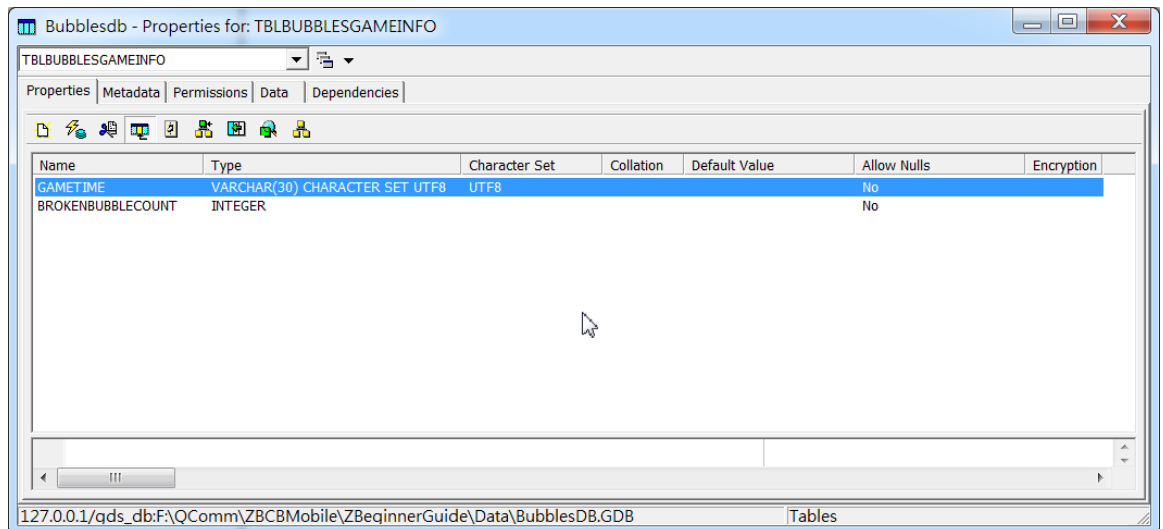 Bubblesdb - Properties for: TBLBUBBLESGAMEINFO
TBLBUBBLESGAMEINFO
Properties Metadata Permissions Data Dependencies
Name Type Character Set Collation Default Value Allow Nulls Encryption
GAMETIME VARCHAR(30) CHARACTER SET UTF8 UTF8 No
BROKENBUBBLECOUNT INTEGER No
127.0.0.1/gds_db:F:\QComm\ZBCBMobile\ZBeginnerGuide\Data\BubblesDB.GDB Tables